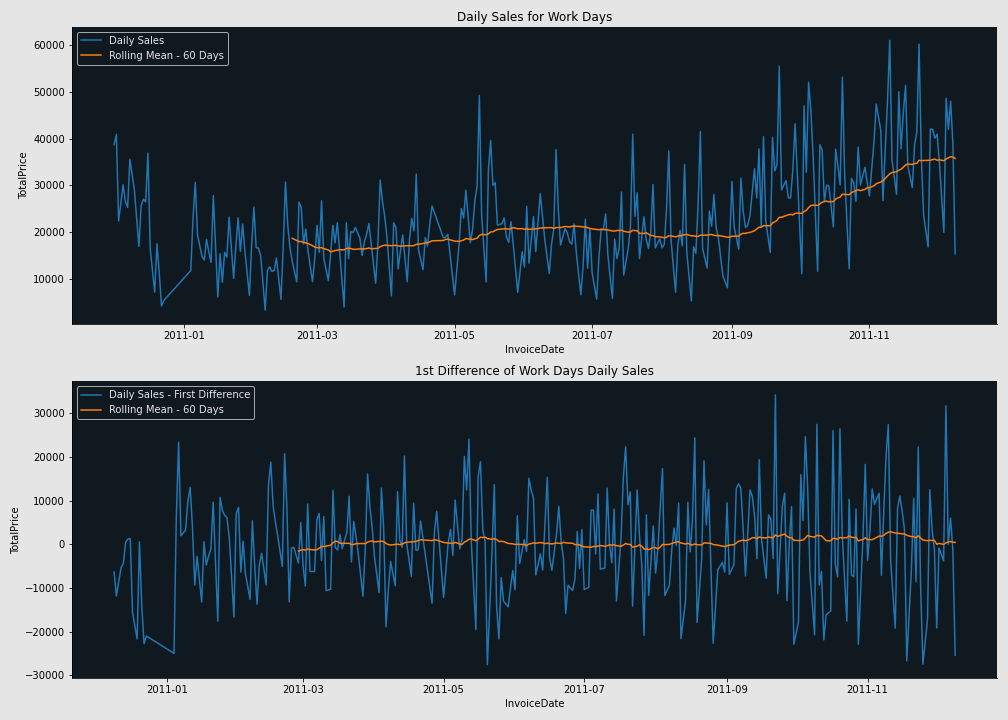 Daily Sales for Work Days
Daily Sales
Rolling Mean - 60 Days
TotalPrice
60000
50000
40000
30000
20000
10000
2011-01 2011-03 2011-05 2011-07 2011-09 2011-11
InvoiceDate
1st Difference of Work Days Daily Sales
Daily Sales - First Difference
Rolling Mean - 60 Days
TotalPrice
30000
20000
10000
0
−10000
−20000
−30000
2011-01 2011-03 2011-05 2011-07 2011-09 2011-11
InvoiceDate